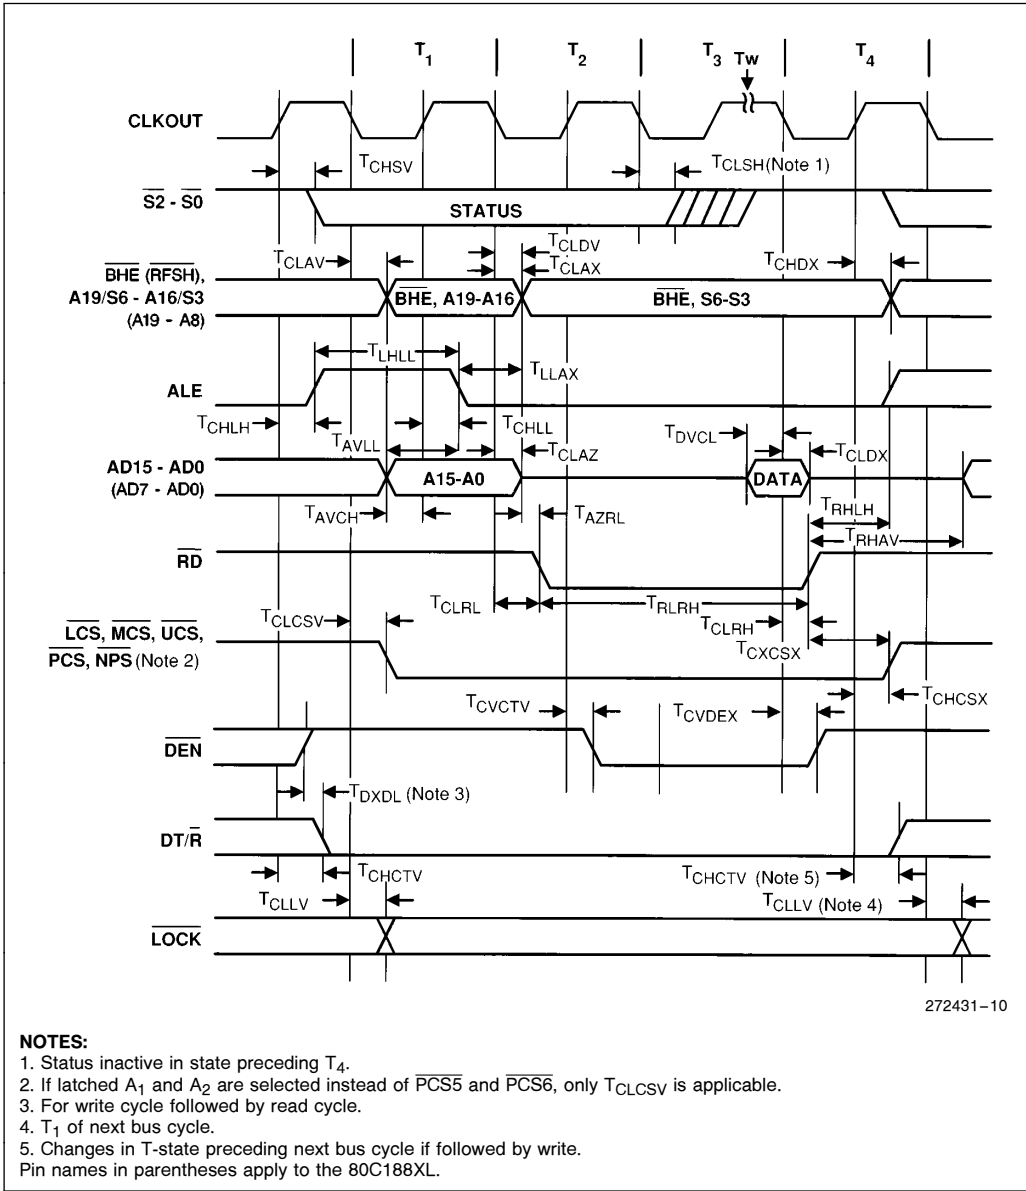 T1 T2 T3 Tw T4
CLKOUT
TCHSV TCLSH (Note 1)
S2 - S0 STATUS
TCLDV
TCLAV TCLAX TCHDX
BHE (RFSH),
A19/S6 - A16/S3 BHE, A19-A16 BHE, S6-S3
(A19 - A8)
TLHLL TLLAX
ALE
TCHLH TCHLL TDVCL
TAVLL TCLAZ TCLDX
AD15 - AD0 A15-A0 DATA
(AD7 - AD0)
TAVCH TAZRL TRHLH
TRHAV
RD
TCLRL TRLRH
TCLCSV TCLRH
LCS, MCS, UCS,
TCXCSX
PCS, NPS (Note 2)
TCHCSX
TCVCTV TCVDEX
DEN
TDXDL (Note 3)
DT/R
TCHCTV TCHCTV (Note 5)
TCLLV TCLLV (Note 4)
LOCK
272431-10
NOTES:
1. Status inactive in state preceding T4.
2. If latched A1 and A2 are selected instead of PCS5 and PCS6, only TCLCSV is applicable.
3. For write cycle followed by read cycle.
4. T1 of next bus cycle.
5. Changes in T-state preceding next bus cycle if followed by write.
Pin names in parentheses apply to the 80C188XL.